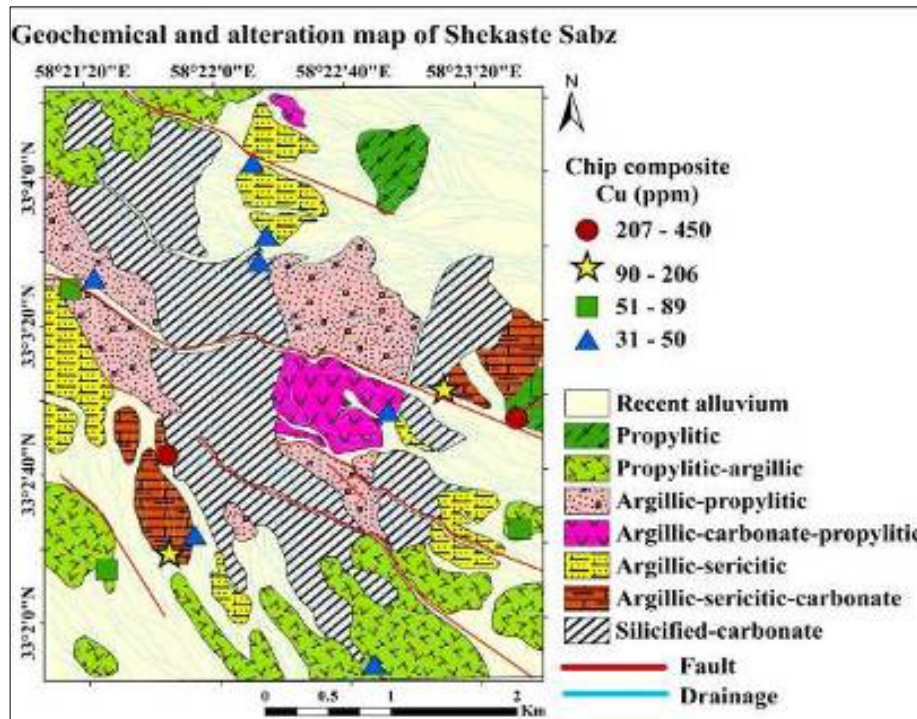 Geochemical and alteration map of Shekaste Sabz
58°21'20"E 58°22'0"E 58°22'40"E 58°23'20"E
N
33°4'0"N
33°3'20"N
33°2'40"N
33°2'0"N
Chip composite
Cu (ppm)
207 - 450
90 - 206
51 - 89
31 - 50
Recent alluvium
Propylitic
Propylitic-argillic
Argillic-propylitic
Argillic-carbonate-propylitic
Argillic-sericitic
Argillic-sericitic-carbonate
Silicified-carbonate
Fault
Drainage
0 0.5 1 2
Km